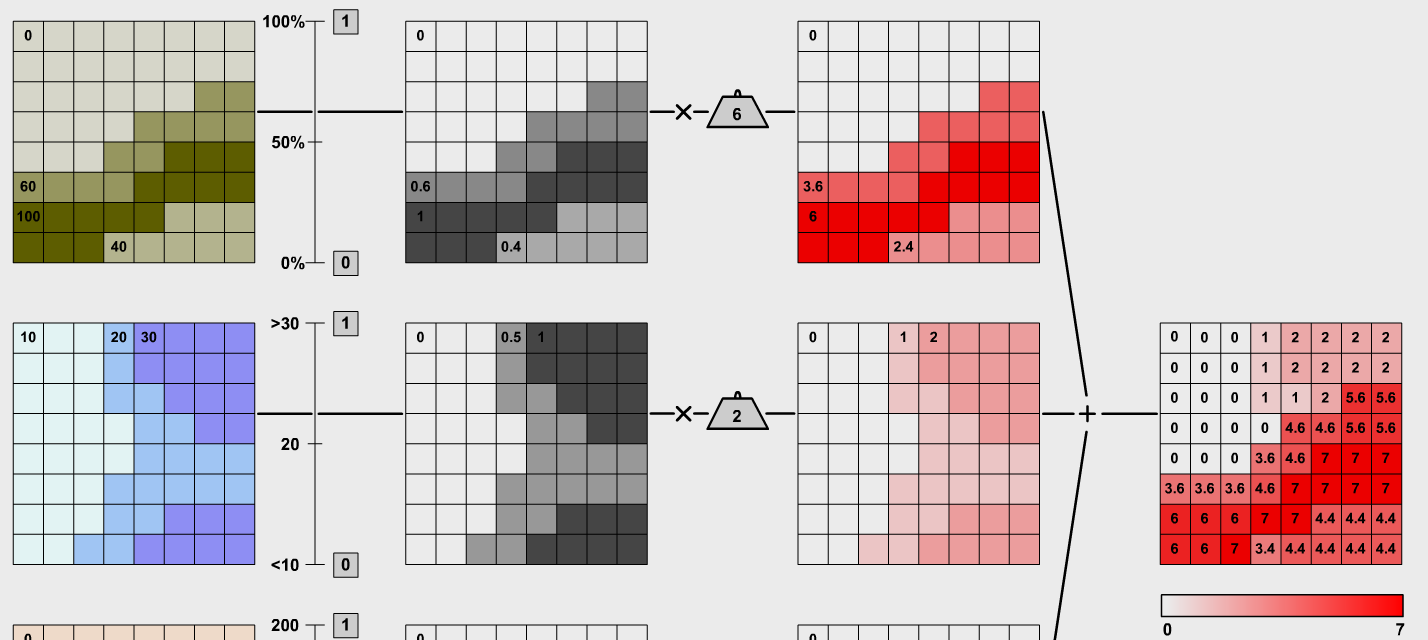 0 100% 1 0 0
6
50%
60 0.6 3.6
100 1 6
40 0.4 2.4
0% 0
10 20 30 >30 1 0 0.5 1 0 1 2 0 0 0 1 2 2 2 2
0 0 0 1 2 2 2 2
0 0 0 1 1 2 5.6 5.6
2
0 0 0 0 4.6 4.6 5.6 5.6
20 0 0 0 3.6 4.6 7 7 7
3.6 3.6 3.6 4.6 7 7 7 7
6 6 6 7 7 4.4 4.4 4.4
<10 0 6 6 7 3.4 4.4 4.4 4.4 4.4
0 7
200 1
0 0 0